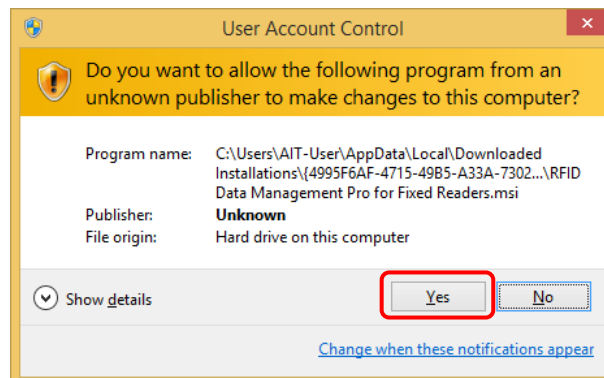 User Account Control
Do you want to allow the following program from an
unknown publisher to make changes to this computer?
Program name: C:\Users\AIT-User\AppData\Local\Downloaded
Installations\{4995F6AF-4715-49B5-A33A-7302...\RFID
Data Management Pro for Fixed Readers.msi
Publisher: Unknown
File origin: Hard drive on this computer
Show details Yes No
Change when these notifications appear